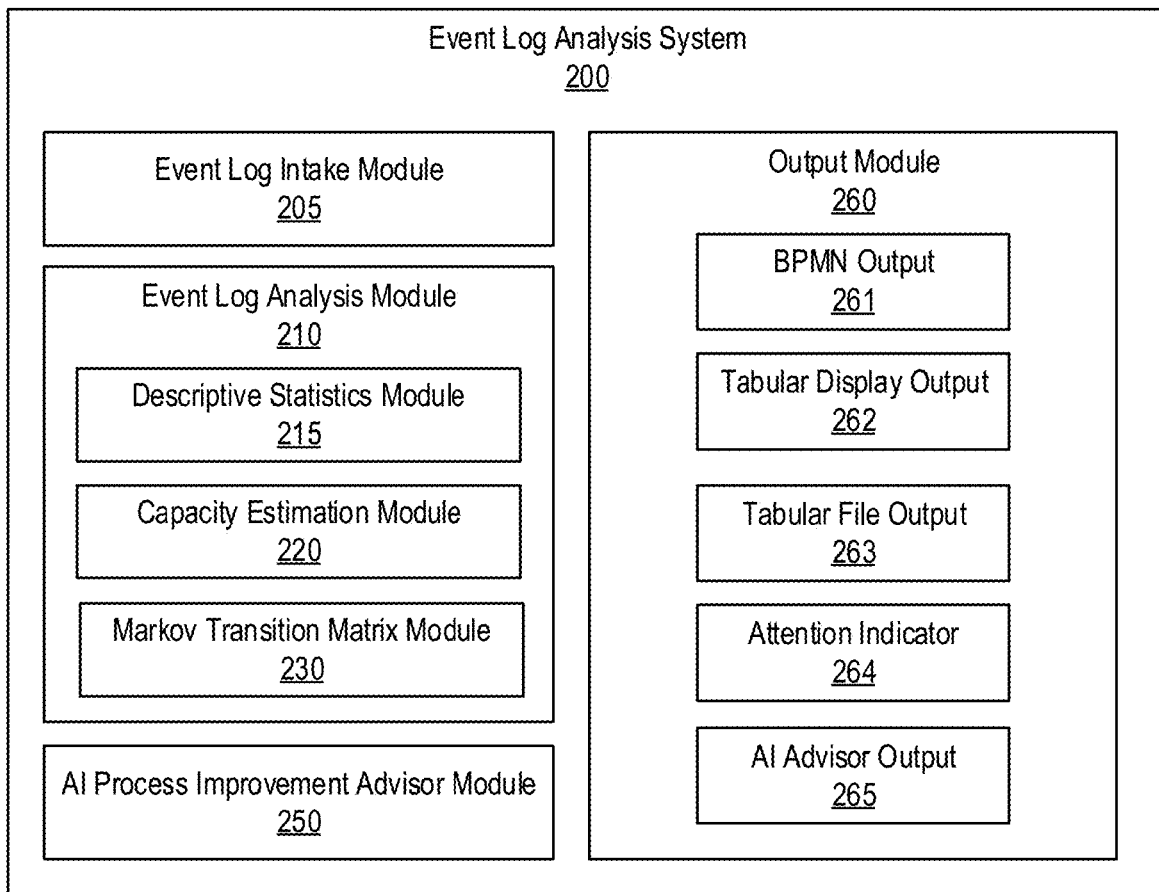 Event Log Analysis System
200
Event Log Intake Module
205
Event Log Analysis Module
210
Descriptive Statistics Module
215
Capacity Estimation Module
220
Markov Transition Matrix Module
230
AI Process Improvement Advisor Module
250
Output Module
260
BPMN Output
261
Tabular Display Output
262
Tabular File Output
263
Attention Indicator
264
AI Advisor Output
265